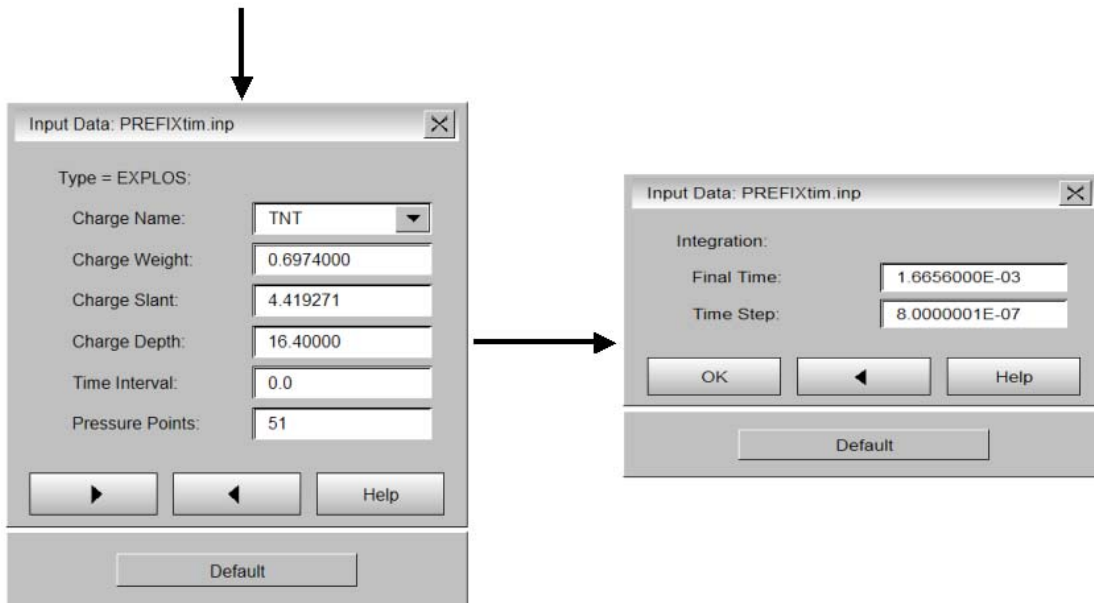 Input Data: PREFIXtim.inp
Type = EXPLOS:
Charge Name: TNT
Charge Weight: 0.6974000
Charge Slant: 4.419271
Charge Depth: 16.40000
Time Interval: 0.0
Pressure Points: 51
Help
Default
Input Data: PREFIXtim.inp
Integration:
Final Time: 1.6656000E-03
Time Step: 8.0000001E-07
OK Help
Default